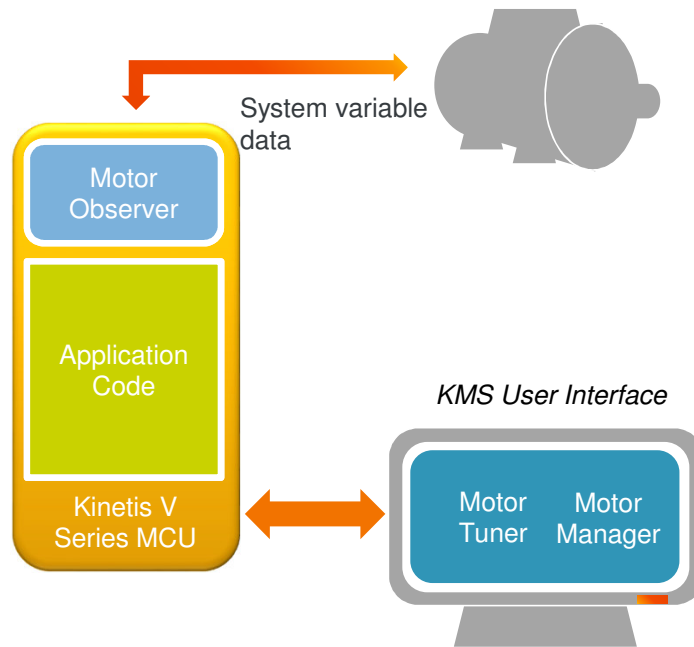 System variable
data
Motor
Observer
Application
Code
Kinetis V
Series MCU
KMS User Interface
Motor
Tuner
Motor
Manager